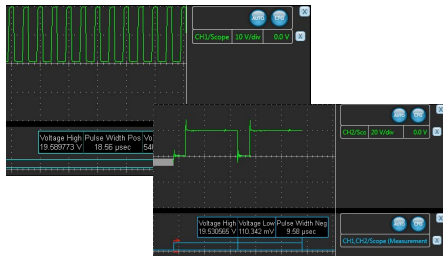 AUTO
CH1/Scope 10 V/div 0.0 V X
Voltage High Pulse Width Pos Vo
19.589773 V 18.56 µsec 54
AUTO
CH2/Sco 20 V/div 0.0 V X
Voltage High Voltage Low Pulse Width Neg
19.530565 V 110.342 mV 9.58 µsec
AUTO
CH1,CH2/Scope (Measurement X